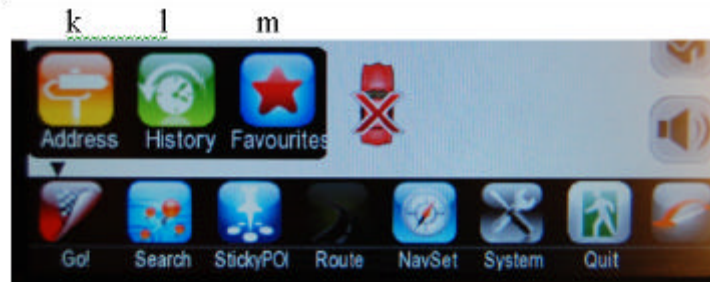 k l m
Address History Favourites
Go! Search StickyPOI Route NavSet System Quit